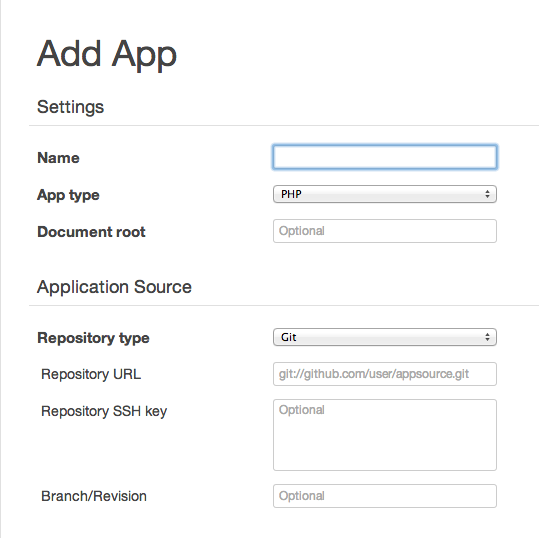 Add App
Settings
Name
App type PHP
Document root Optional
Application Source
Repository type Git
Repository URL git://github.com/user/appsource.git
Repository SSH key Optional
Branch/Revision Optional